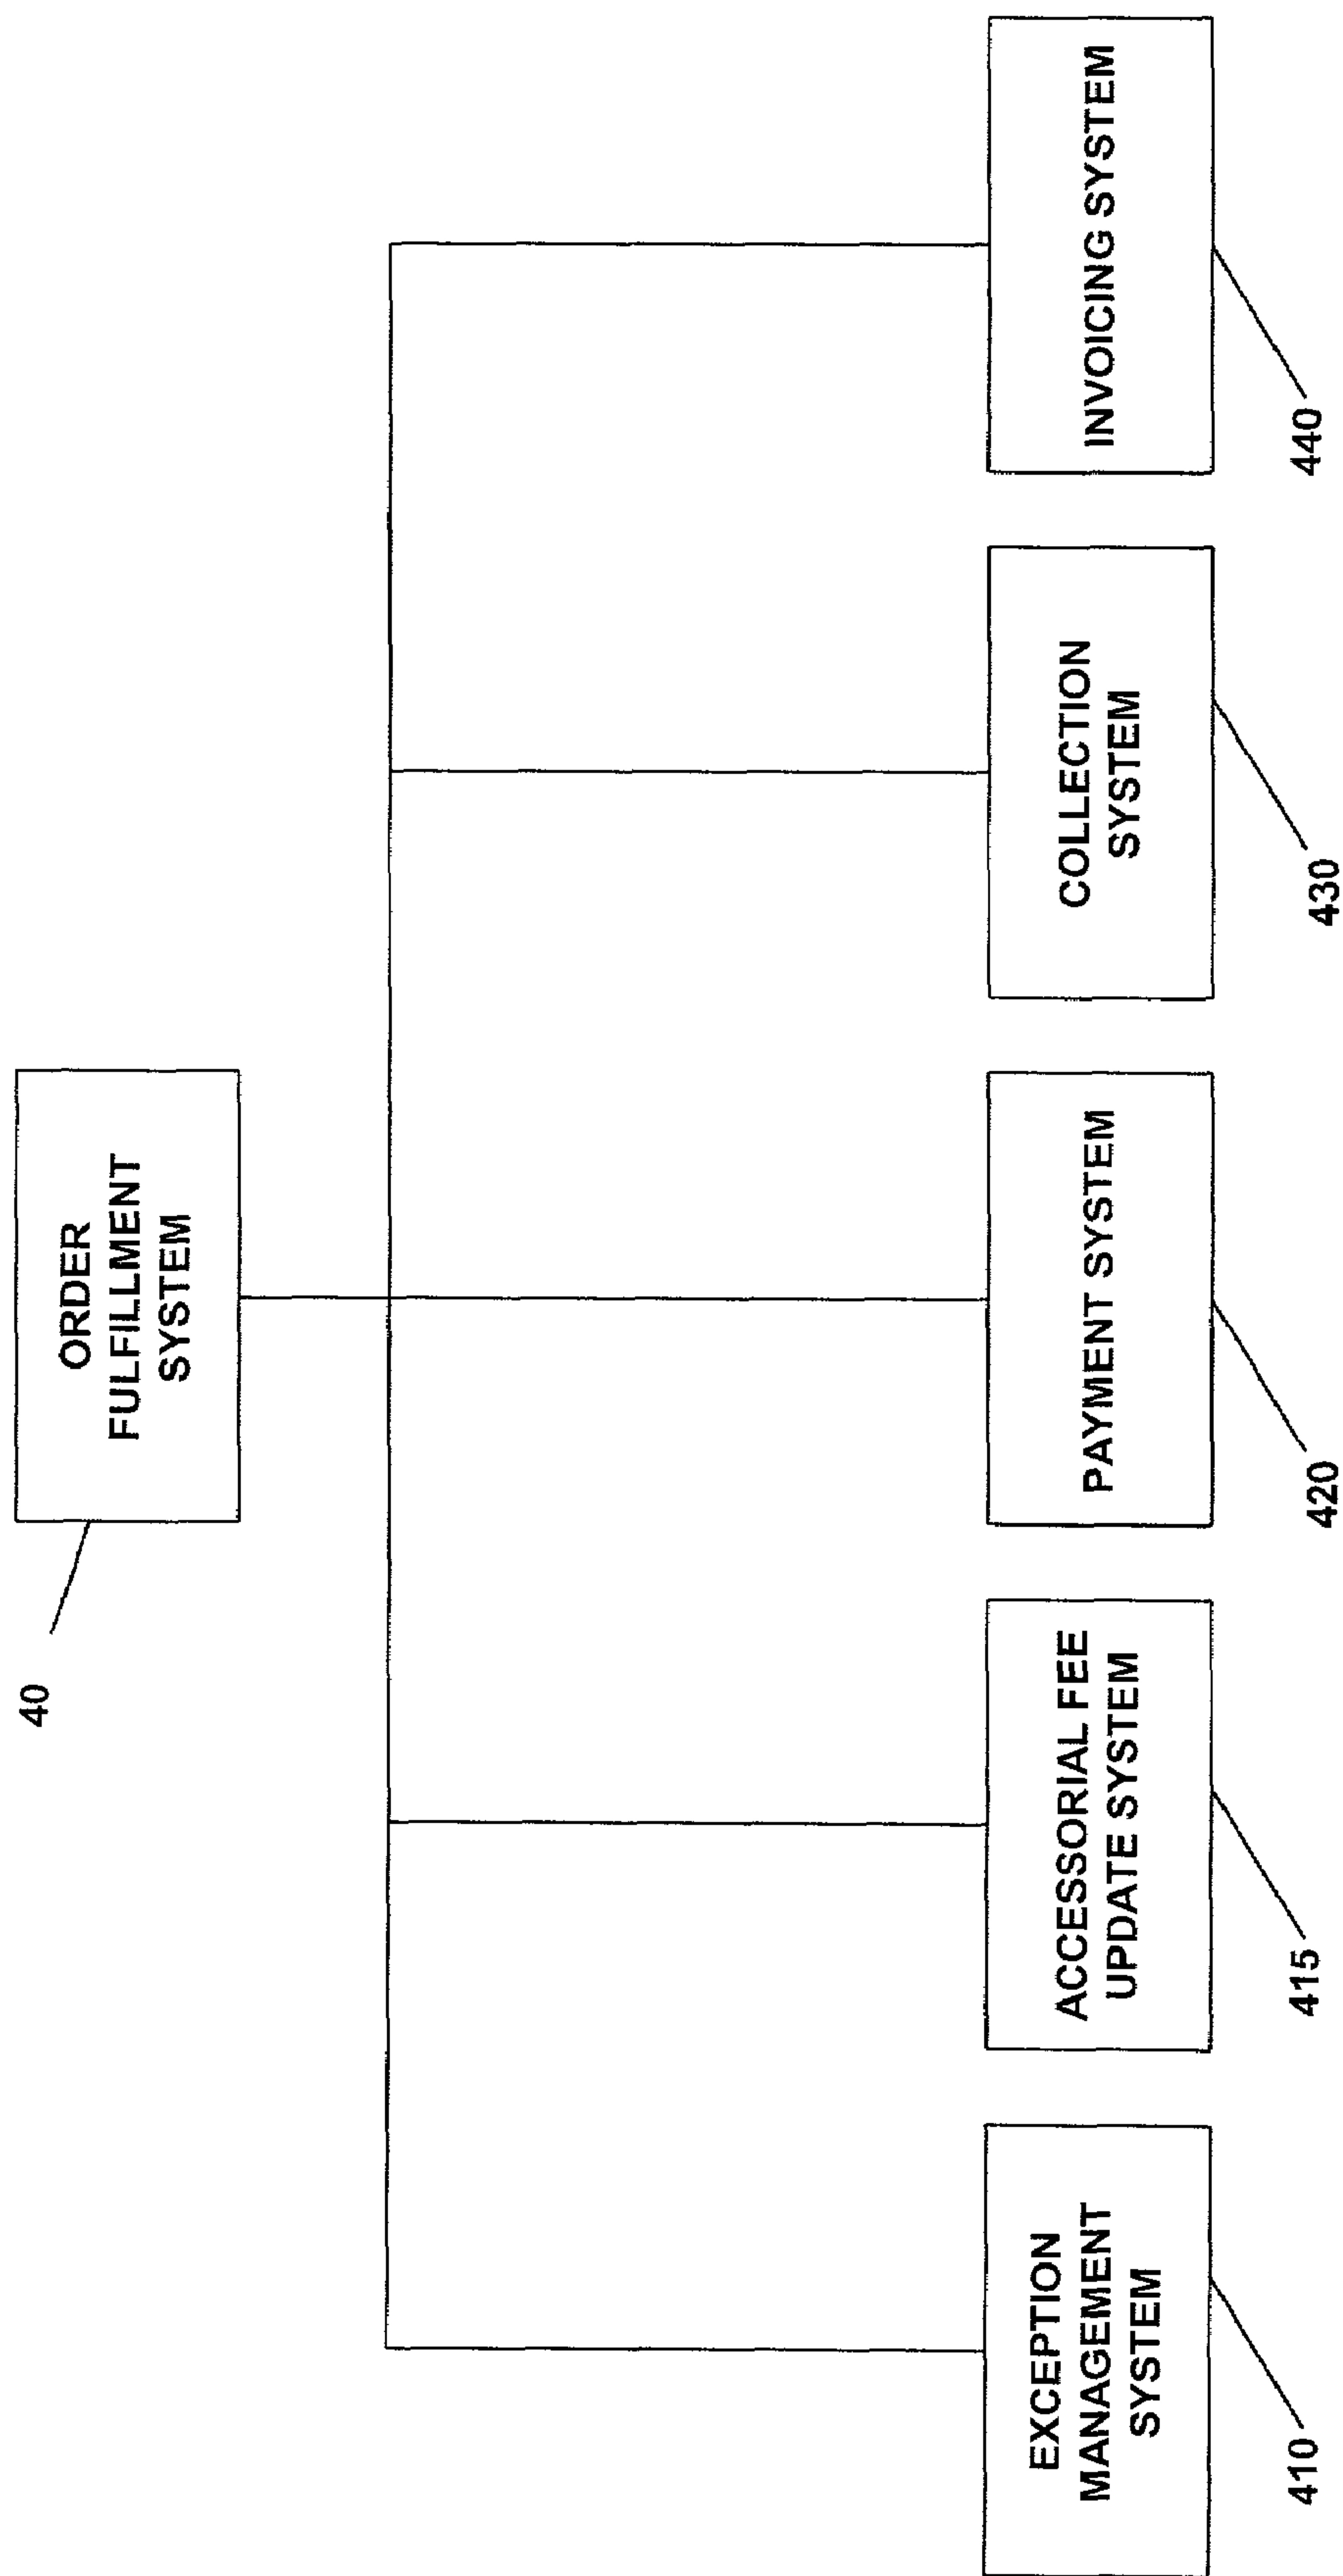 40
ORDER
FULFILLMENT
SYSTEM
EXCEPTION
MANAGEMENT
SYSTEM
410
ACCESSORIAL FEE
UPDATE SYSTEM
415
PAYMENT SYSTEM
420
COLLECTION
SYSTEM
430
INVOICING SYSTEM
440